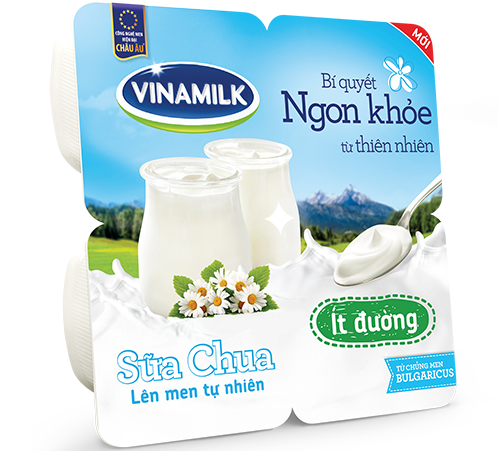 CÔNG NGHỆ MEN
HIỆN ĐẠI
CHÂU ÂU
VINAMILK
MỚI
Bí quyết
Ngon khỏe
từ thiên nhiên
Ít đường
Sữa Chua
Lên men tự nhiên
TỪ CHỦNG MEN
BULGARICUS